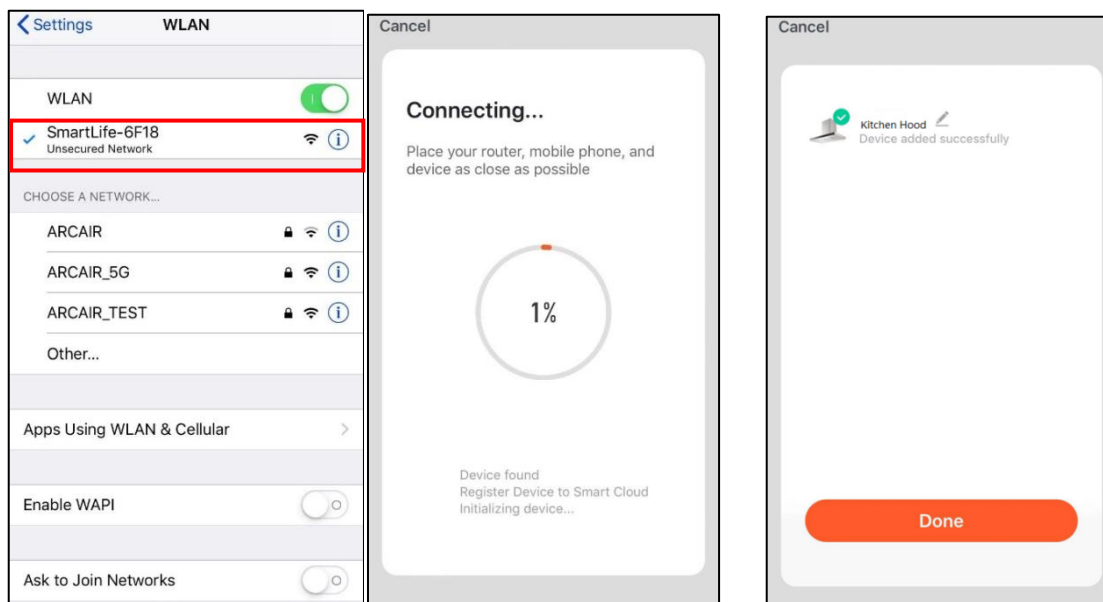 Settings
WLAN
WLAN
SmartLife-6F18
Unsecured Network
CHOOSE A NETWORK...
ARCAIR
ARCAIR_5G
ARCAIR_TEST
Other...
Apps Using WLAN & Cellular
Enable WAPI
Ask to Join Networks
Cancel
Connecting...
Place your router, mobile phone, and
device as close as possible
1%
Device found
Register Device to Smart Cloud
Initializing device...
Cancel
Kitchen Hood
Device added successfully
Done